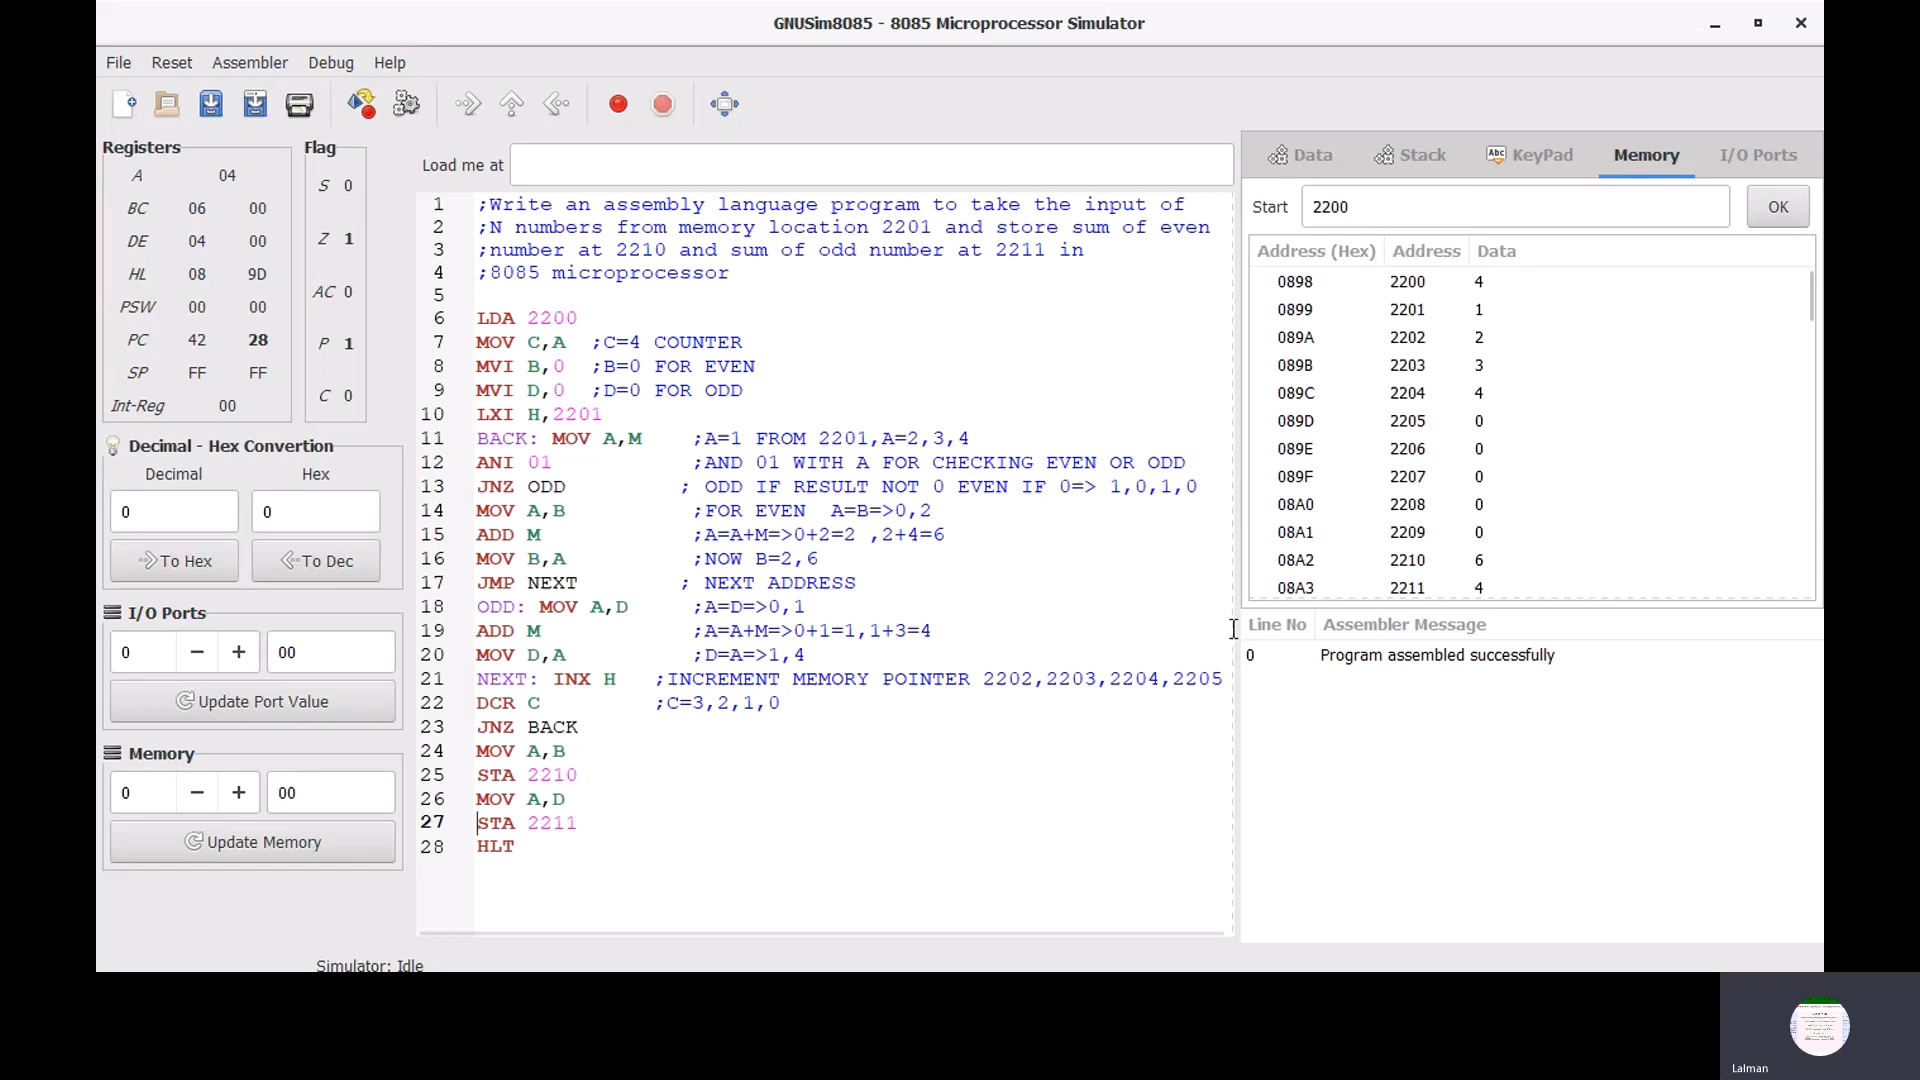 GNUSim8085 - 8085 Microprocessor Simulator
File Reset Assembler Debug Help
Registers
A 04
BC 06 00
DE 04 00
HL 08 9D
PSW 00 00
PC 42 28
SP FF FF
Int-Reg 00
Flag
S 0
Z 1
AC 0
P 1
C 0
Decimal - Hex Convertion
Decimal Hex
0 0
To Hex To Dec
I/O Ports
0 − + 00
Update Port Value
Memory
0 − + 00
Update Memory
Load me at
1 ;Write an assembly language program to take the input of
2 ;N numbers from memory location 2201 and store sum of even
3 ;number at 2210 and sum of odd number at 2211 in
4 ;8085 microprocessor
5
6 LDA 2200
7 MOV C,A ;C=4 COUNTER
8 MVI B,0 ;B=0 FOR EVEN
9 MVI D,0 ;D=0 FOR ODD
10 LXI H,2201
11 BACK: MOV A,M ;A=1 FROM 2201,A=2,3,4
12 ANI 01 ;AND 01 WITH A FOR CHECKING EVEN OR ODD
13 JNZ ODD ; ODD IF RESULT NOT 0 EVEN IF 0=> 1,0,1,0
14 MOV A,B ;FOR EVEN A=B=>0,2
15 ADD M ;A=A+M=>0+2=2 ,2+4=6
16 MOV B,A ;NOW B=2,6
17 JMP NEXT ; NEXT ADDRESS
18 ODD: MOV A,D ;A=D=>0,1
19 ADD M ;A=A+M=>0+1=1,1+3=4
20 MOV D,A ;D=A=>1,4
21 NEXT: INX H ;INCREMENT MEMORY POINTER 2202,2203,2204,2205
22 DCR C ;C=3,2,1,0
23 JNZ BACK
24 MOV A,B
25 STA 2210
26 MOV A,D
27 STA 2211
28 HLT
Data Stack Abc KeyPad Memory I/O Ports
Start 2200 OK
Address (Hex) Address Data
0898 2200 4
0899 2201 1
089A 2202 2
089B 2203 3
089C 2204 4
089D 2205 0
089E 2206 0
089F 2207 0
08A0 2208 0
08A1 2209 0
08A2 2210 6
08A3 2211 4
Line No Assembler Message
0 Program assembled successfully
Simulator: Idle
Lalman